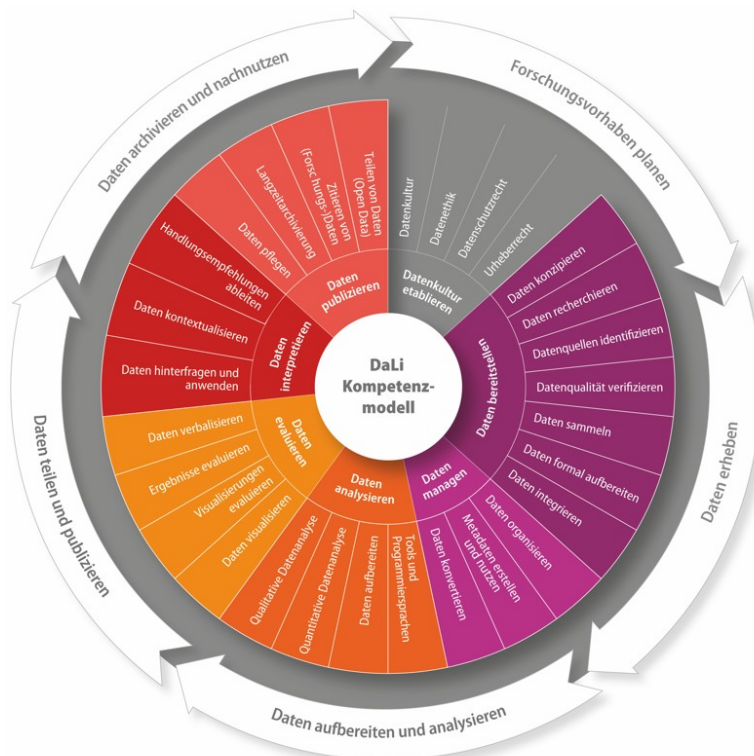 Forschungsvorhaben planen
Daten erheben
Daten aufbereiten und analysieren
Daten teilen und publizieren
Daten archivieren und nachnutzen
DaLi
Kompetenz-
modell
Datenkultur
etablieren
Datenkultur
Datenethik
Datenschutzrecht
Urheberrecht
Daten bereitstellen
Daten konzipieren
Daten recherchieren
Datenquellen identifizieren
Datenqualität verifizieren
Daten sammeln
Daten formal aufbereiten
Daten integrieren
Daten
managen
Daten organisieren
Metadaten erstellen
und nutzen
Daten konvertieren
Daten
analysieren
Tools und
Programmiersprachen
Daten aufbereiten
Quantitative Datenanalyse
Qualitative Datenanalyse
Daten
evaluieren
Daten visualisieren
Visualisierungen
evaluieren
Ergebnisse evaluieren
Daten verbalisieren
Daten
interpretieren
Daten hinterfragen und
anwenden
Daten kontextualisieren
Handlungsempfehlungen
ableiten
Daten
publizieren
Daten pflegen
Langzeitarchivierung
Zitieren von
(Forschungs-)Daten
Teilen von Daten
(Open Data)